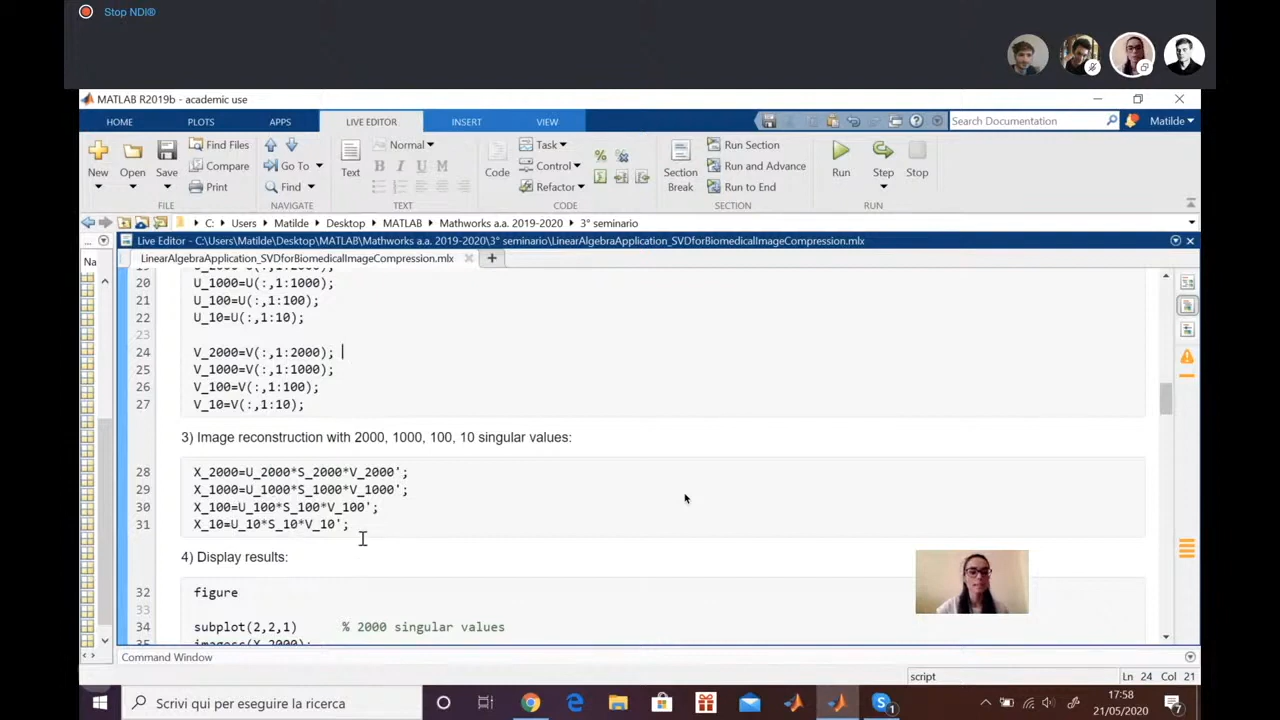 Stop NDI®
MATLAB R2019b - academic use
HOME PLOTS APPS LIVE EDITOR INSERT VIEW Search Documentation Matilde
New Open Save Find Files Compare Print
FILE
Go To Find
NAVIGATE
Text Normal B I U M
TEXT
Code Task Control Refactor
CODE
Section Break Run Section Run and Advance Run to End
SECTION
Run Step Stop
RUN
C: Users Matilde Desktop MATLAB Mathworks a.a. 2019-2020 3° seminario
... Live Editor - C:\Users\Matilde\Desktop\MATLAB\Mathworks a.a. 2019-2020\3° seminario\LinearAlgebraApplication_SVDforBiomedicalImageCompression.mlx
Na LinearAlgebraApplication_SVDforBiomedicalImageCompression.mlx
20 U_1000=U(:,1:1000);
21 U_100=U(:,1:100);
22 U_10=U(:,1:10);
23
24 V_2000=V(:,1:2000);
25 V_1000=V(:,1:1000);
26 V_100=V(:,1:100);
27 V_10=V(:,1:10);
3) Image reconstruction with 2000, 1000, 100, 10 singular values:
28 X_2000=U_2000*S_2000*V_2000';
29 X_1000=U_1000*S_1000*V_1000';
30 X_100=U_100*S_100*V_100';
31 X_10=U_10*S_10*V_10';
4) Display results:
32 figure
33
34 subplot(2,2,1) % 2000 singular values
Command Window
script Ln 24 Col 21
Scrivi qui per eseguire la ricerca
17:58
21/05/2020